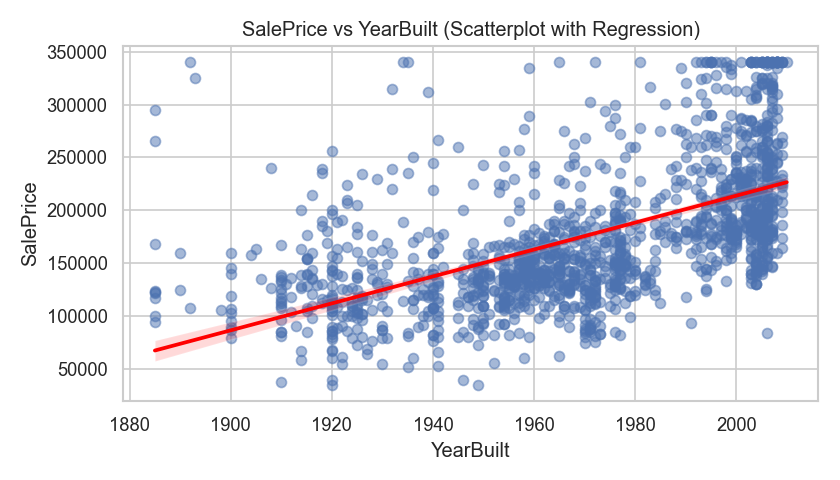 SalePrice vs YearBuilt (Scatterplot with Regression)
350000
300000
250000
200000
150000
100000
50000
SalePrice
1880 1900 1920 1940 1960 1980 2000
YearBuilt